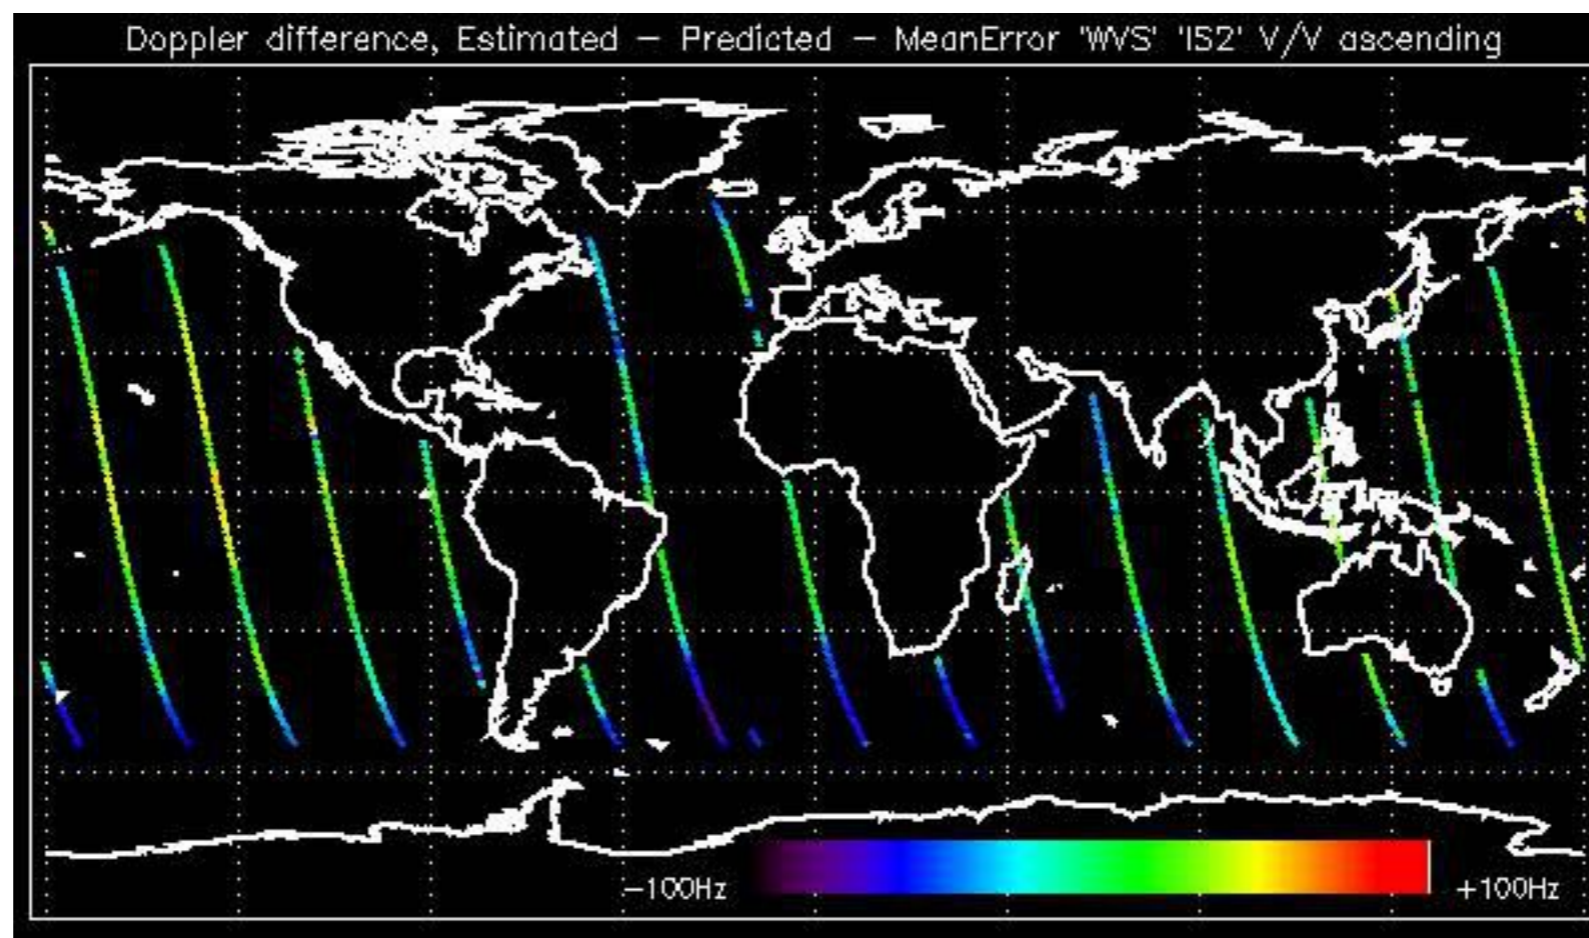 Doppler difference, Estimated − Predicted − MeanError 'WVS' 'IS2' V/V ascending
−100Hz
+100Hz